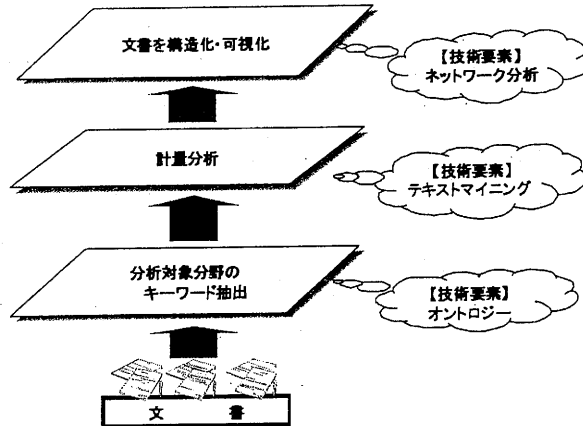 文書を構造化・可視化
【技術要素】
ネットワーク分析
計量分析
【技術要素】
テキストマイニング
分析対象分野の
キーワード抽出
【技術要素】
オントロジー
文 書